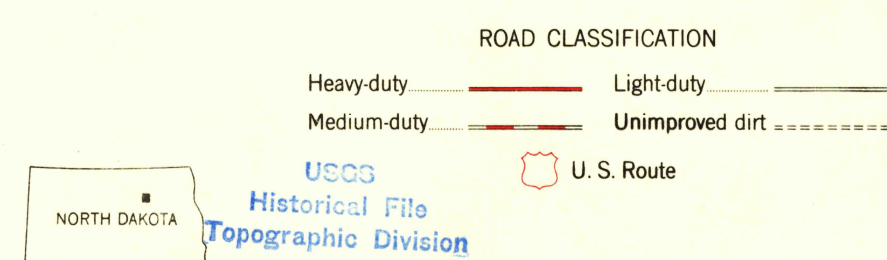 ROAD CLASSIFICATION
Heavy-duty
Light-duty
Medium-duty
Unimproved dirt
U. S. Route
USGS
Historical File
Topographic Division
NORTH DAKOTA